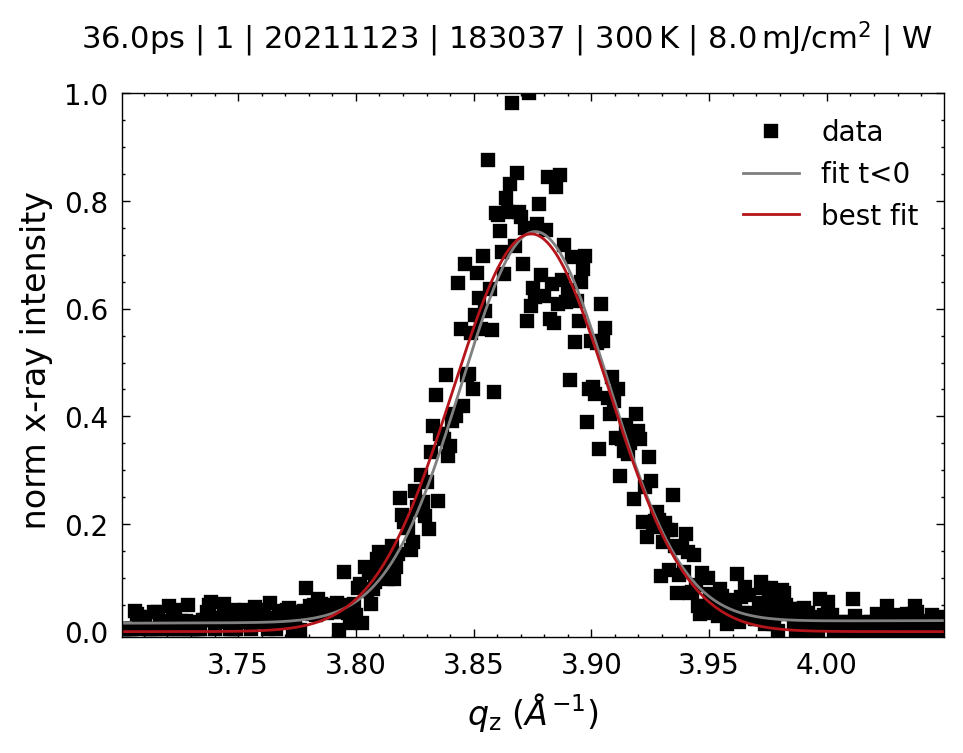 36.0ps | 1 | 20211123 | 183037 | 300 K | 8.0 mJ/cm² | W
norm x-ray intensity
1.0
0.8
0.6
0.4
0.2
0.0
data
fit t<0
best fit
3.75 3.80 3.85 3.90 3.95 4.00
q_z (Å⁻¹)